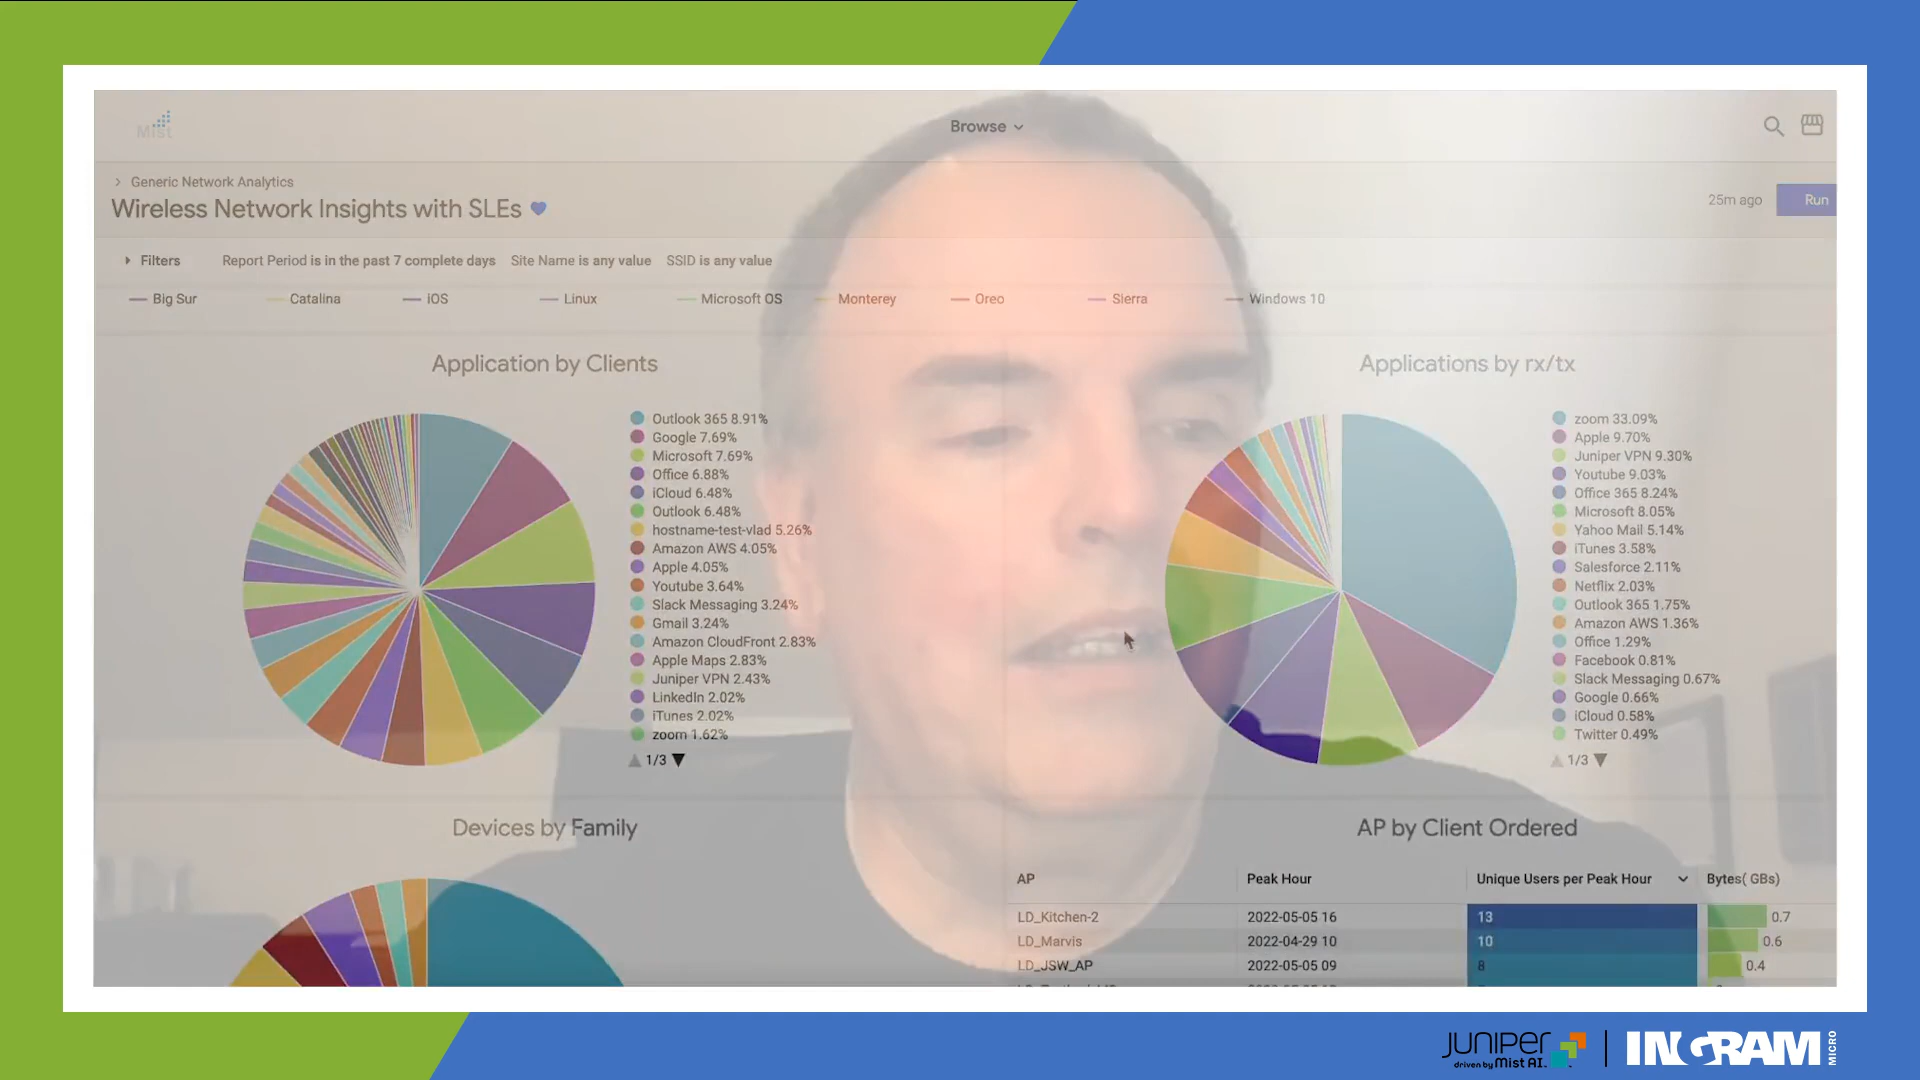 Mist
Browse
Generic Network Analytics
Wireless Network Insights with SLEs
25m ago
Run
Filters
Report Period is in the past 7 complete days
Site Name is any value
SSID is any value
Big Sur
Catalina
iOS
Linux
Microsoft OS
Monterey
Oreo
Sierra
Windows 10
Application by Clients
Outlook 365 8.91%
Google 7.69%
Microsoft 7.69%
Office 6.88%
iCloud 6.48%
Outlook 6.48%
hostname-test-vlad 5.26%
Amazon AWS 4.05%
Apple 4.05%
Youtube 3.64%
Slack Messaging 3.24%
Gmail 3.24%
Amazon CloudFront 2.83%
Apple Maps 2.83%
Juniper VPN 2.43%
LinkedIn 2.02%
iTunes 2.02%
zoom 1.62%
1/3
Applications by rx/tx
zoom 33.09%
Apple 9.70%
Juniper VPN 9.30%
Youtube 9.03%
Office 365 8.24%
Microsoft 8.05%
Yahoo Mail 5.14%
iTunes 3.58%
Salesforce 2.11%
Netflix 2.03%
Outlook 365 1.75%
Amazon AWS 1.36%
Office 1.29%
Facebook 0.81%
Slack Messaging 0.67%
Google 0.66%
iCloud 0.58%
Twitter 0.49%
1/3
Devices by Family
AP by Client Ordered
AP Peak Hour Unique Users per Peak Hour Bytes( GBs)
LD_Kitchen-2 2022-05-05 16 13 0.7
LD_Marvis 2022-04-29 10 10 0.6
LD_JSW_AP 2022-05-05 09 8 0.4
JUNIPER
driven by Mist AI
INGRAM MICRO